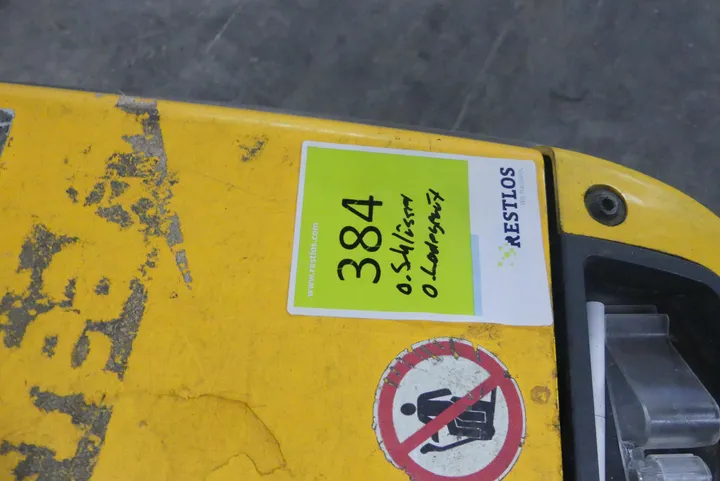 RESTLOS
384
o. Schlüssel
o Ladegerät
www.restlos.com